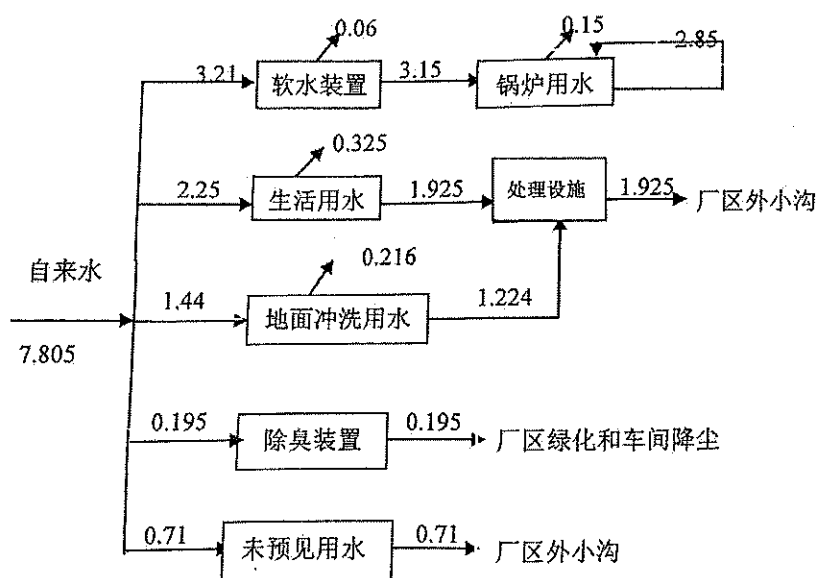 0.06
0.15
2.85
3.21
软水装置
3.15
锅炉用水
0.325
2.25
生活用水
1.925
处理设施
1.925
厂区外小沟
0.216
自来水
1.44
地面冲洗用水
1.224
7.805
0.195
除臭装置
0.195
厂区绿化和车间降尘
0.71
未预见用水
0.71
厂区外小沟